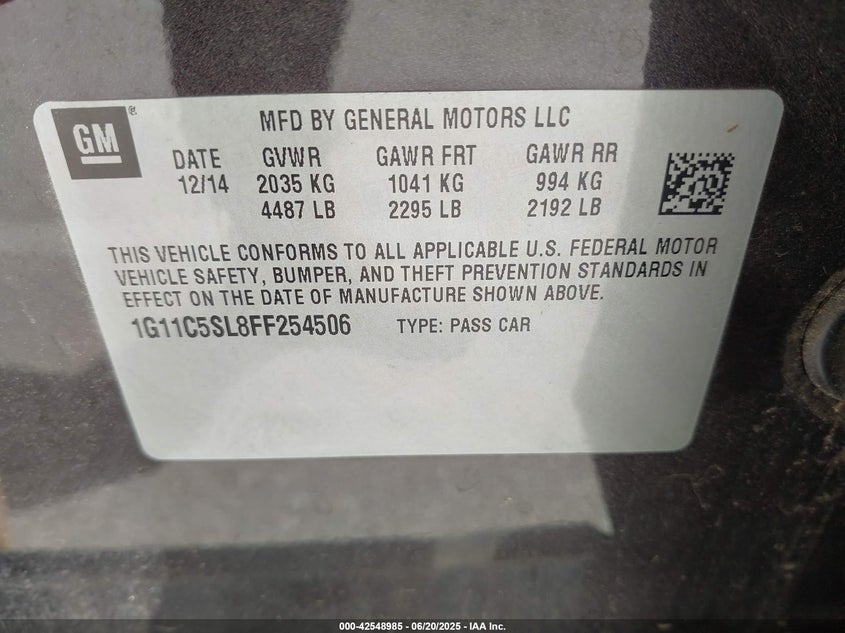 GM®
MFD BY GENERAL MOTORS LLC
DATE GVWR GAWR FRT GAWR RR
12/14 2035 KG 1041 KG 994 KG
4487 LB 2295 LB 2192 LB
THIS VEHICLE CONFORMS TO ALL APPLICABLE U.S. FEDERAL MOTOR
VEHICLE SAFETY, BUMPER, AND THEFT PREVENTION STANDARDS IN
EFFECT ON THE DATE OF MANUFACTURE SHOWN ABOVE.
1G11C5SL8FF254506 TYPE: PASS CAR
000-42548985 - 06/20/2025 - IAA Inc.